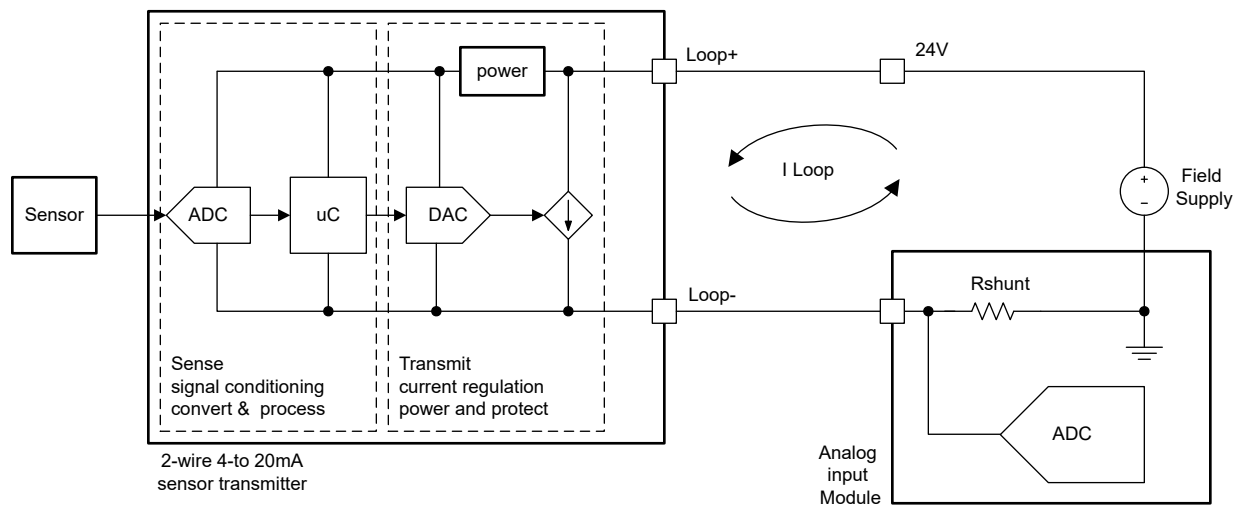 Loop+
24V
power
I Loop
Sensor
ADC
uC
DAC
+
–
Field
Supply
Loop-
Rshunt
Sense
signal conditioning
convert & process
Transmit
current regulation
power and protect
ADC
2-wire 4-to 20mA
sensor transmitter
Analog
input
Module